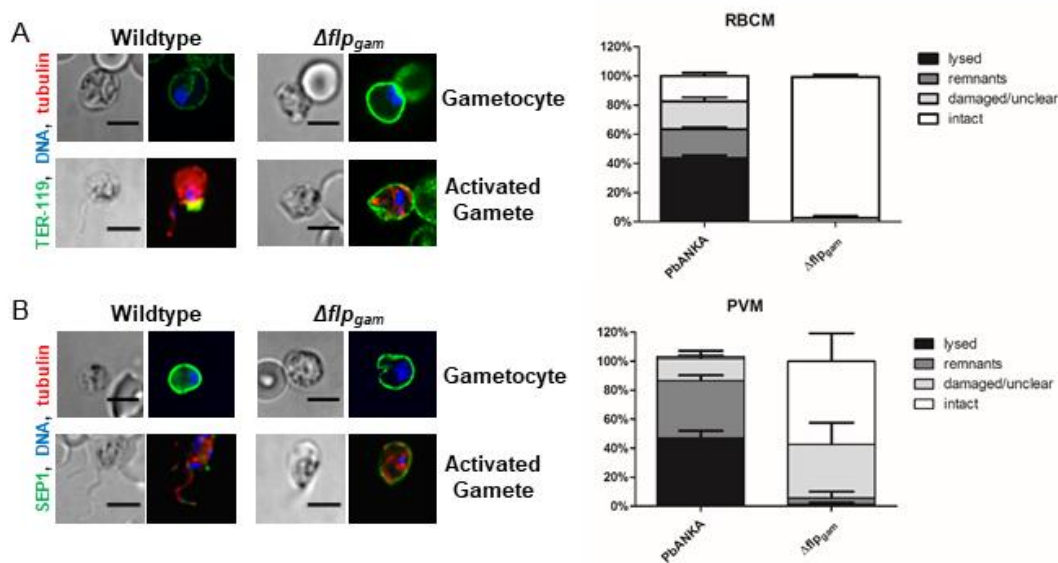 A
Wildtype
Δflpgam
TER-119, DNA, tubulin
Gametocyte
Activated
Gamete
RBCM
120%
100%
80%
60%
40%
20%
0%
PbANKA
Δflpgam
lysed
remnants
damaged/unclear
intact
B
Wildtype
Δflpgam
SEP1, DNA, tubulin
Gametocyte
Activated
Gamete
PVM
120%
100%
80%
60%
40%
20%
0%
PbANKA
Δflpgam
lysed
remnants
damaged/unclear
intact